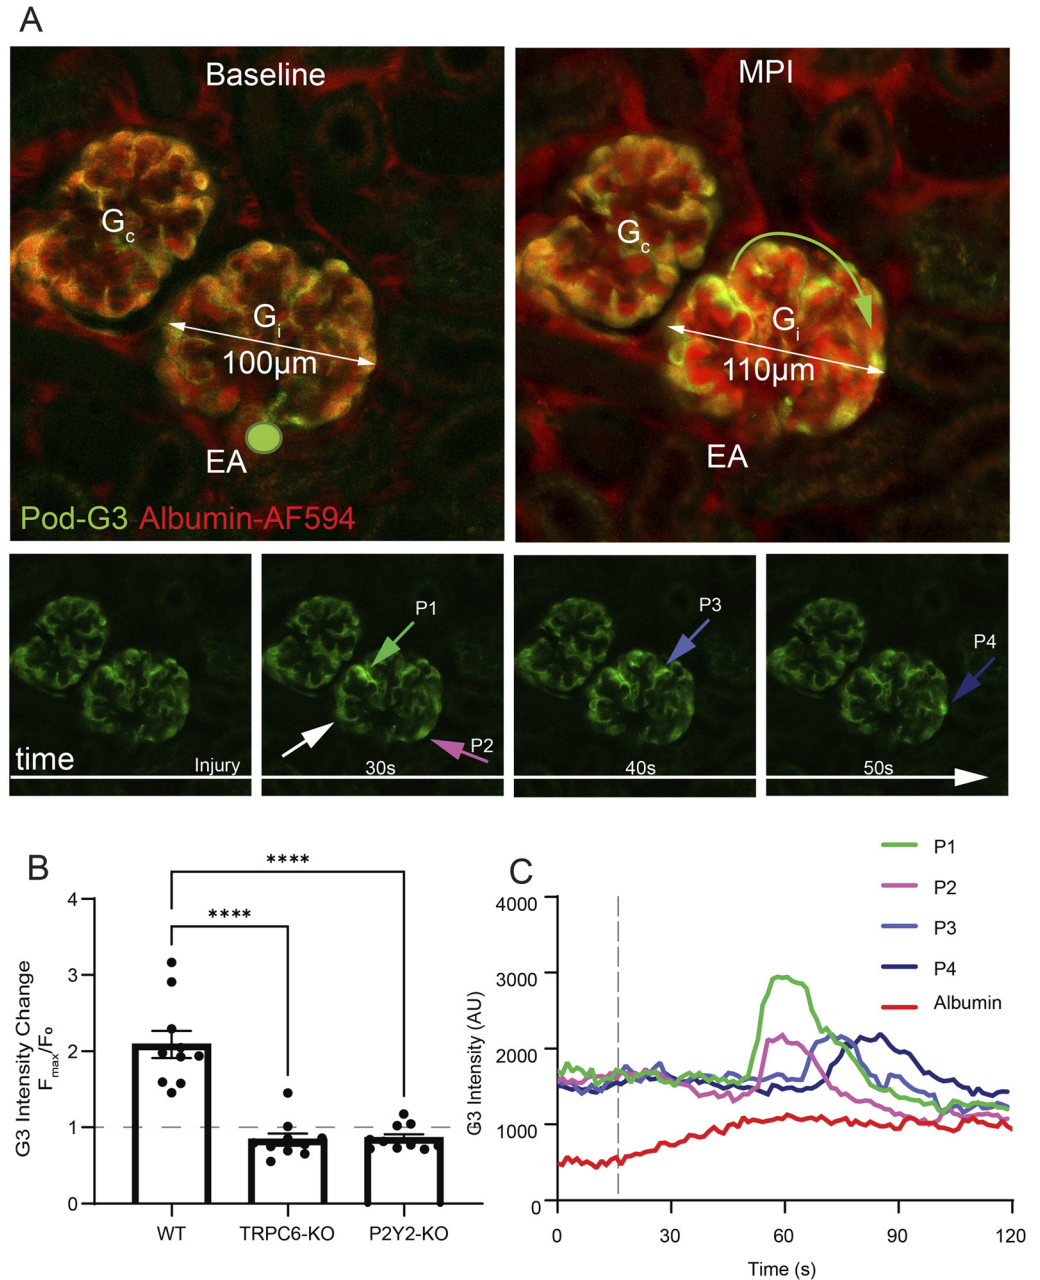 A
Baseline
MPI
Gc
Gc
Gi
Gi
100μm
110μm
EA
EA
Pod-G3 Albumin-AF594
P1
P3
P4
P2
time
Injury
30s
40s
50s
B
****
****
4
3
2
1
0
G3 Intensity Change
Fmax/Fo
WT
TRPC6-KO
P2Y2-KO
C
P1
P2
P3
P4
Albumin
4000
3000
2000
1000
0
G3 Intensity (AU)
0
30
60
90
120
Time (s)